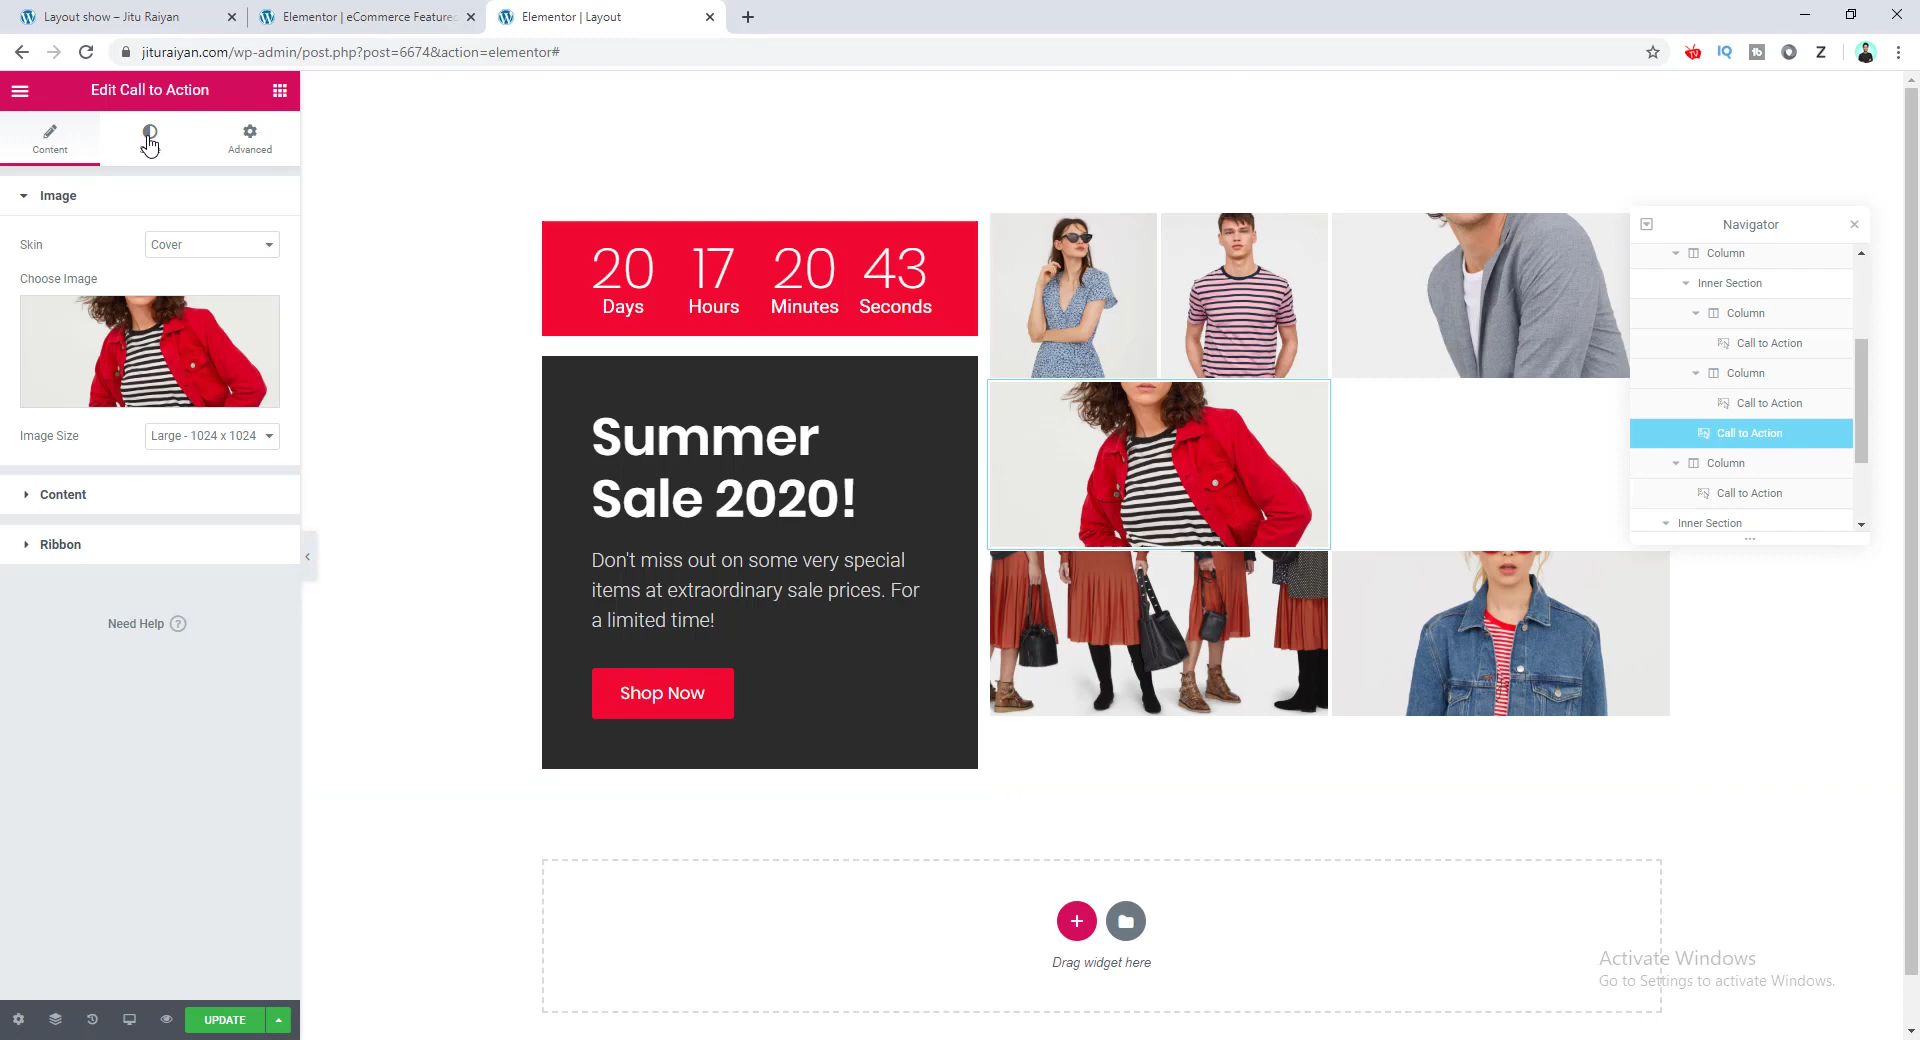 Layout show – Jitu Raiyan
Elementor | eCommerce Featured
Elementor | Layout
jituraiyan.com/wp-admin/post.php?post=6674&action=elementor#
Edit Call to Action
Content
Advanced
Image
Skin
Cover
Choose Image
Image Size
Large - 1024 x 1024
Content
Ribbon
Need Help ?
UPDATE
20 17 20 43
Days Hours Minutes Seconds
Summer
Sale 2020!
Don't miss out on some very special
items at extraordinary sale prices. For
a limited time!
Shop Now
Drag widget here
Navigator
Column
Inner Section
Column
Call to Action
Column
Call to Action
Call to Action
Column
Call to Action
Inner Section
Activate Windows
Go to Settings to activate Windows.